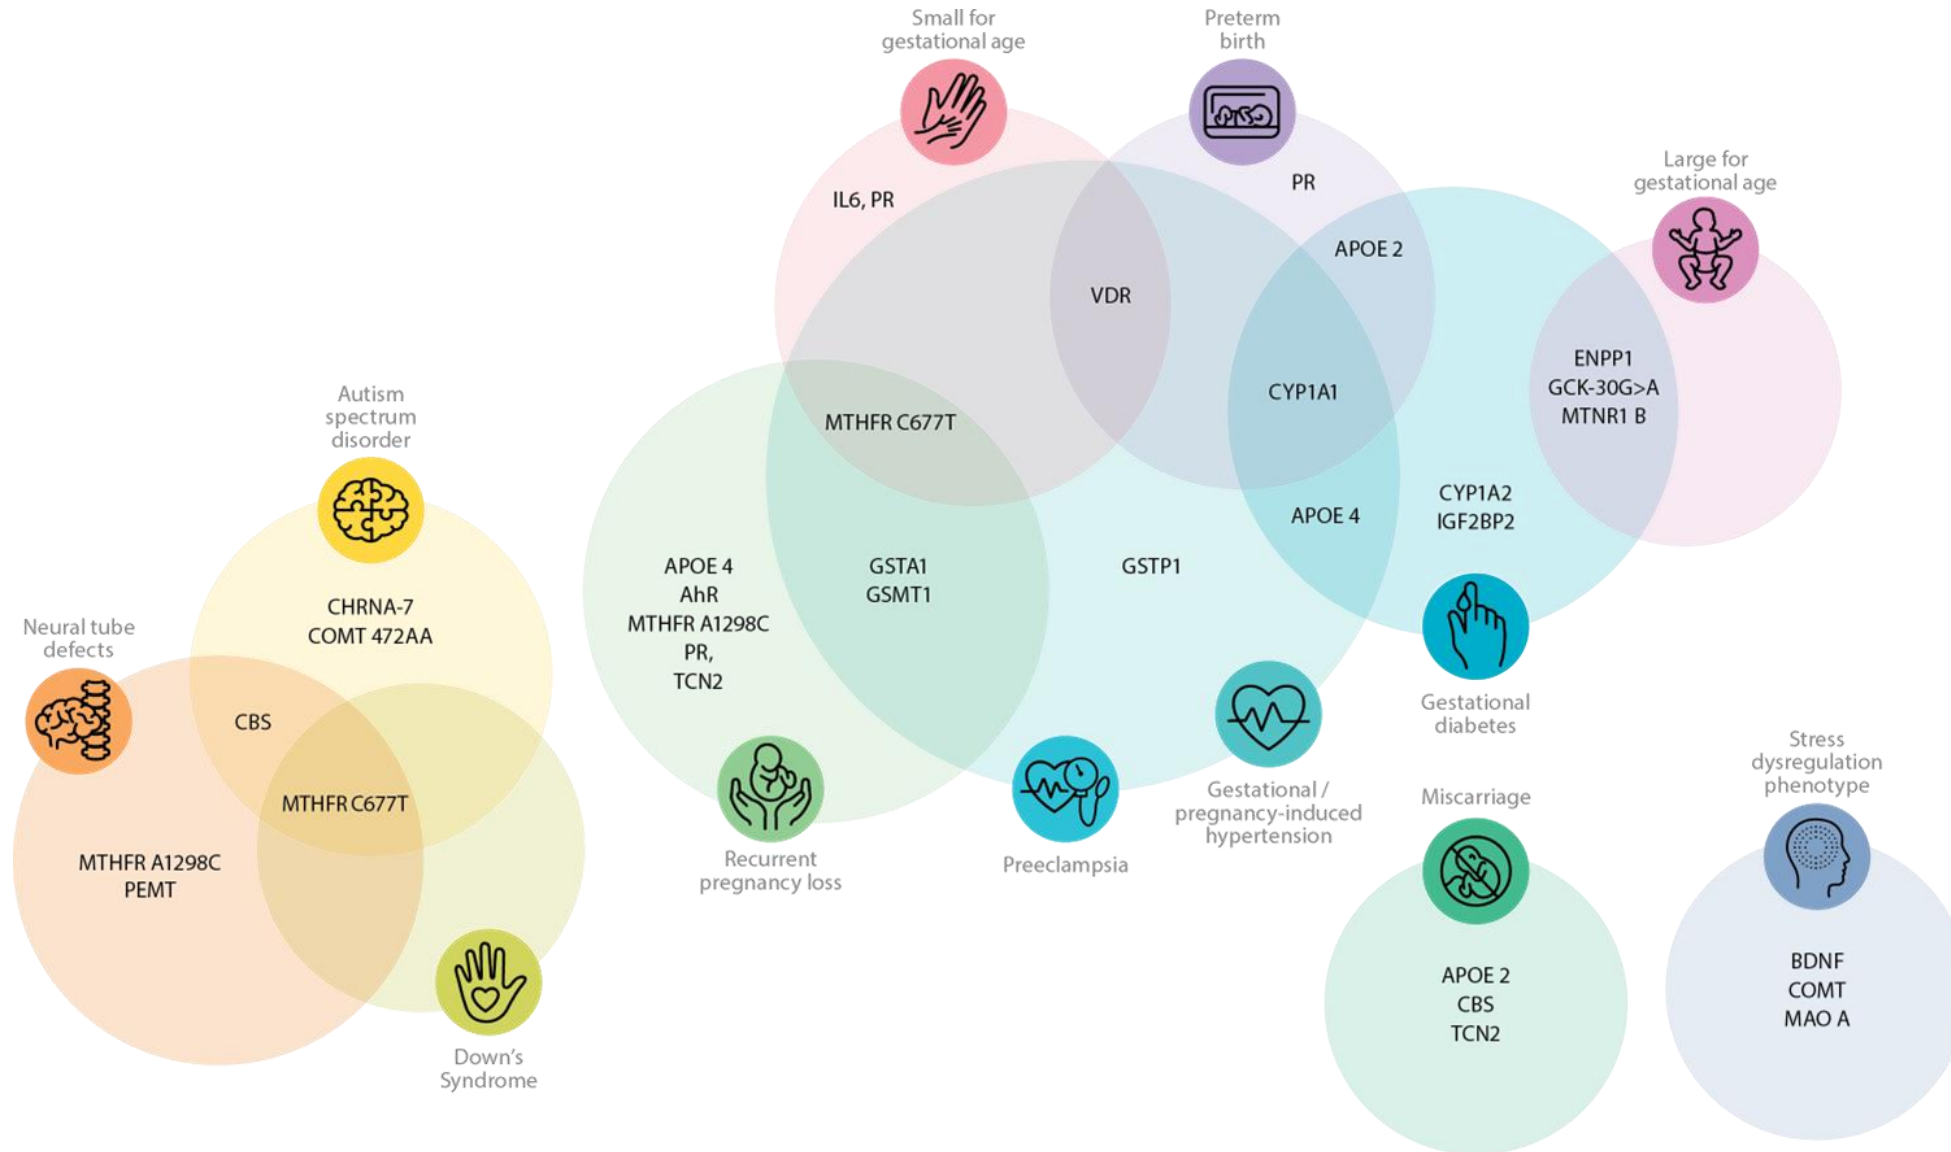 Small for
gestational age
Preterm
birth
Large for
gestational age
IL6, PR
PR
APOE 2
VDR
ENPP1
GCK-30G>A
MTNR1 B
CYP1A1
MTHFR C677T
CYP1A2
IGF2BP2
APOE 4
APOE 4
AhR
MTHFR A1298C
PR,
TCN2
GSTA1
GSMT1
GSTP1
Autism
spectrum
disorder
CHRNA-7
COMT 472AA
Neural tube
defects
CBS
MTHFR C677T
MTHFR A1298C
PEMT
Down's
Syndrome
Recurrent
pregnancy loss
Preeclampsia
Gestational /
pregnancy-induced
hypertension
Gestational
diabetes
Miscarriage
APOE 2
CBS
TCN2
Stress
dysregulation
phenotype
BDNF
COMT
MAO A